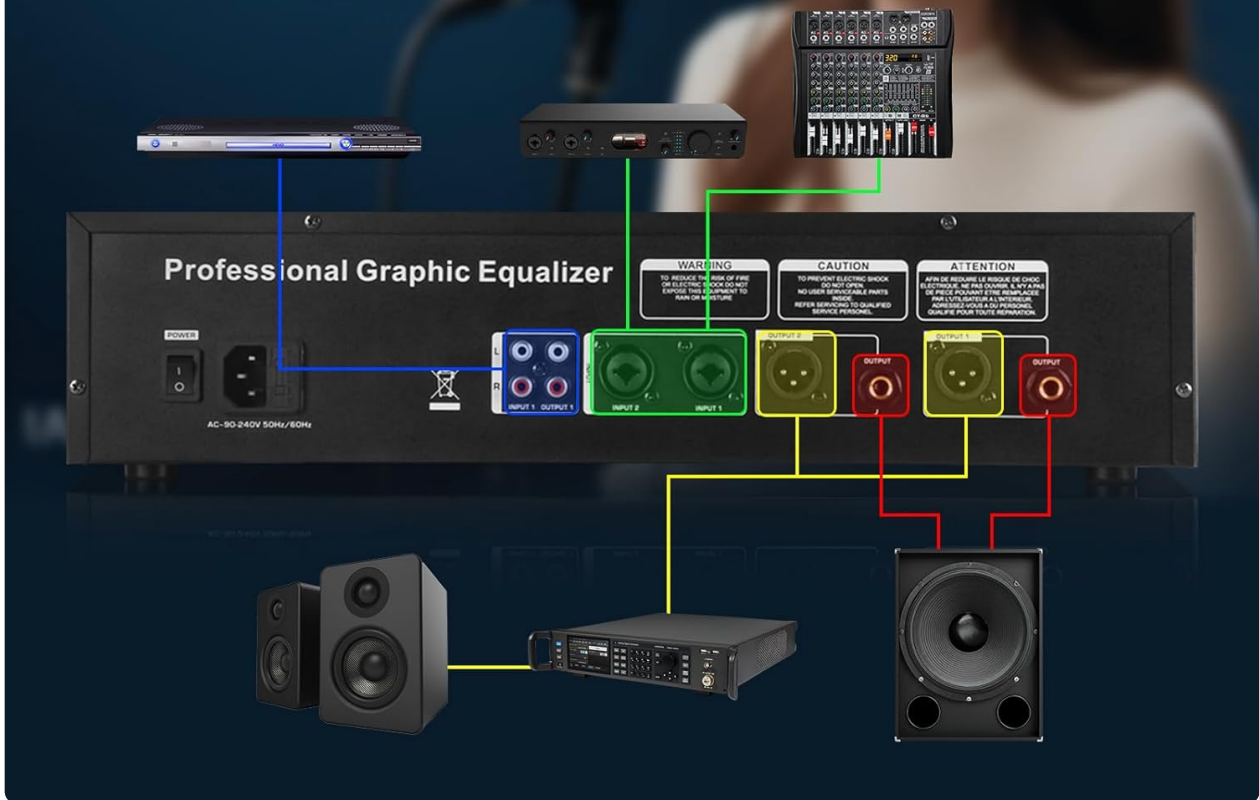 320
Professional Graphic Equalizer
WARNING
TO REDUCE THE RISK OF FIRE
OR ELECTRIC SHOCK DO NOT
EXPOSE THIS EQUIPMENT TO
RAIN OR MOISTURE
CAUTION
TO PREVENT ELECTRIC SHOCK
DO NOT OPEN.
NO USER SERVICEABLE PARTS
INSIDE.
REFER SERVICING TO QUALIFIED
SERVICE PERSONEL.
ATTENTION
AFIN DE REDUIRE LE RISQUE DE CHOC
ELECTRIQUE, NE PAS OUVRIR. IL N'Y A PAS
DE PIECE POUVANT ETRE REMPLACEE
PAR L'UTILISATEUR A L'INTERIEUR.
ADRESSEZ-VOUS A DU PERSONEL
QUALIFIE POUR TOUTE REPARATION.
POWER
I
O
AC~90-240V 50Hz/60Hz
L
R
INPUT 1 OUTPUT 1
INPUT
INPUT 2
INPUT 1
OUTPUT 2
OUTPUT
OUTPUT 1
OUTPUT